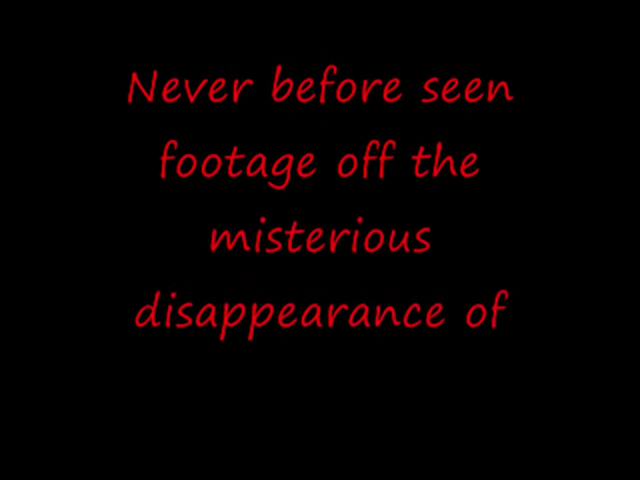 Never before seen
footage off the
misterious
disappearance of